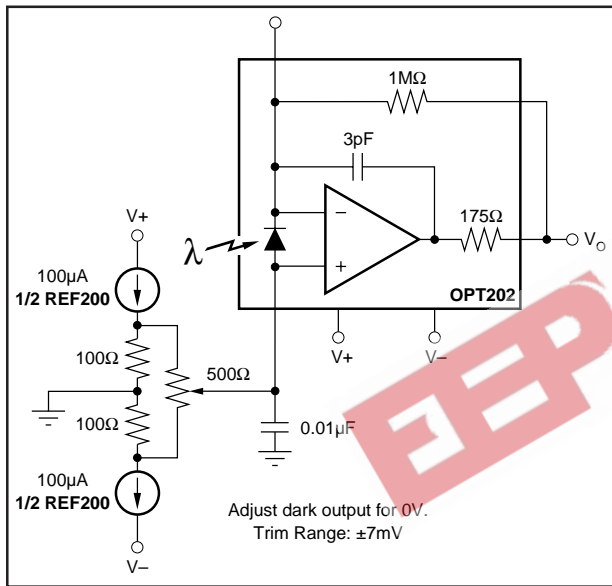 1MΩ
3pF
V+
175Ω
Vo
λ
−
+
100µA
1/2 REF200
OPT202
100Ω
500Ω
V+
V–
100Ω
0.01µF
100µA
1/2 REF200
Adjust dark output for 0V.
Trim Range: ±7mV
V–
EEP